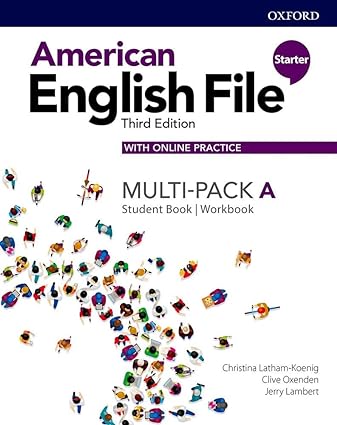 OXFORD
American
Starter
English File
Third Edition
WITH ONLINE PRACTICE
MULTI-PACK A
Student Book | Workbook
Christina Latham-Koenig
Clive Oxenden
Jerry Lambert